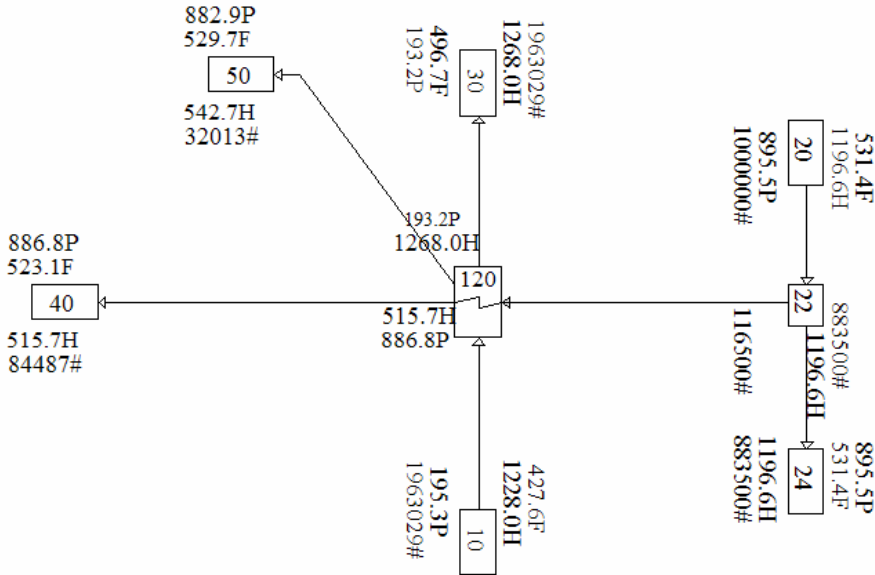 882.9P
529.7F
50
542.7H
32013#
1963029#
1268.0H
30
496.7F
193.2P
531.4F
1196.6H
20
895.5P
1000000#
193.2P
1268.0H
120
515.7H
886.8P
886.8P
523.1F
40
515.7H
84487#
22
883500#
1196.6H
116500#
427.6F
1228.0H
10
195.3P
1963029#
895.5P
531.4F
24
1196.6H
883500#